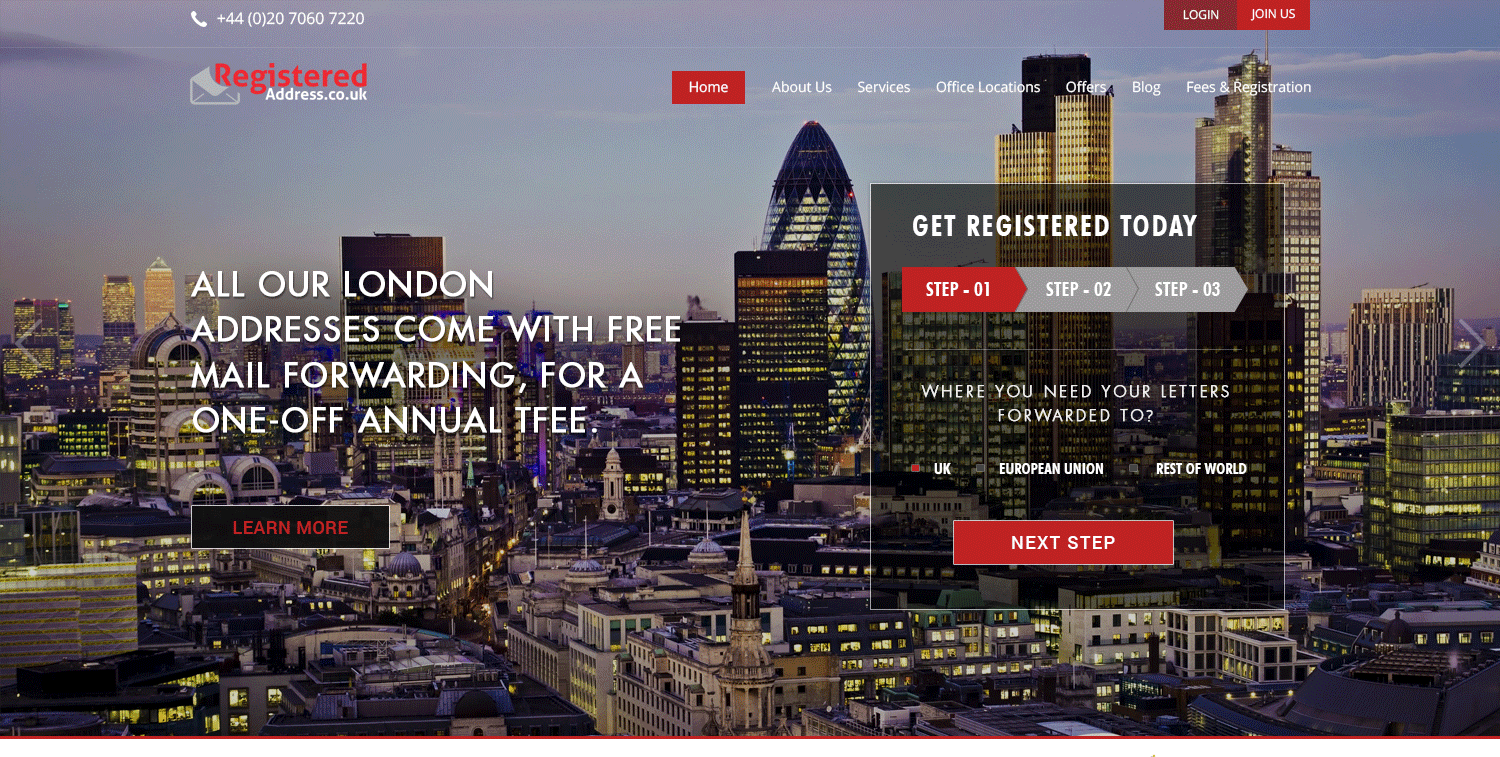 +44 (0)20 7060 7220
LOGIN
JOIN US
Registered
Address.co.uk
Home
About Us
Services
Office Locations
Offers
Blog
Fees & Registration
ALL OUR LONDON
ADDRESSES COME WITH FREE
MAIL FORWARDING, FOR A
ONE-OFF ANNUAL TFEE.
LEARN MORE
GET REGISTERED TODAY
STEP - 01
STEP - 02
STEP - 03
WHERE YOU NEED YOUR LETTERS
FORWARDED TO?
UK
EUROPEAN UNION
REST OF WORLD
NEXT STEP